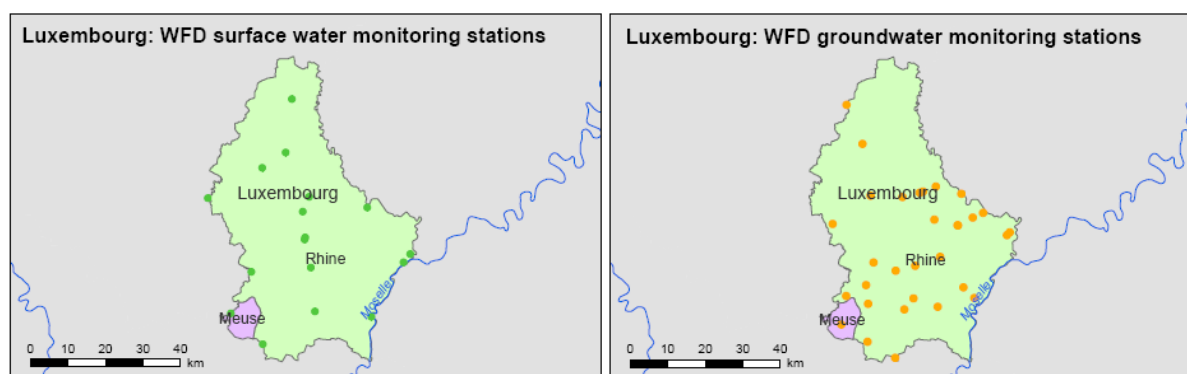 Luxembourg: WFD surface water monitoring stations
Luxembourg
Rhine
Moselle
Meuse
0 10 20 30 40
km
Luxembourg: WFD groundwater monitoring stations
Luxembourg
Rhine
Moselle
Meuse
0 10 20 30 40
km